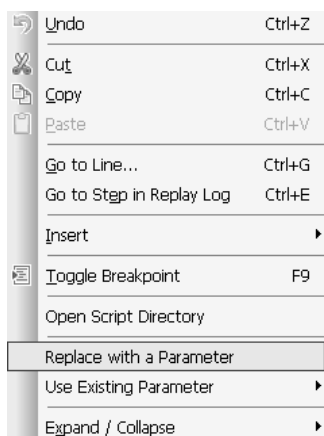 Undo Ctrl+Z
Cut Ctrl+X
Copy Ctrl+C
Paste Ctrl+V
Go to Line... Ctrl+G
Go to Step in Replay Log Ctrl+E
Insert
Toggle Breakpoint F9
Open Script Directory
Replace with a Parameter
Use Existing Parameter
Expand / Collapse